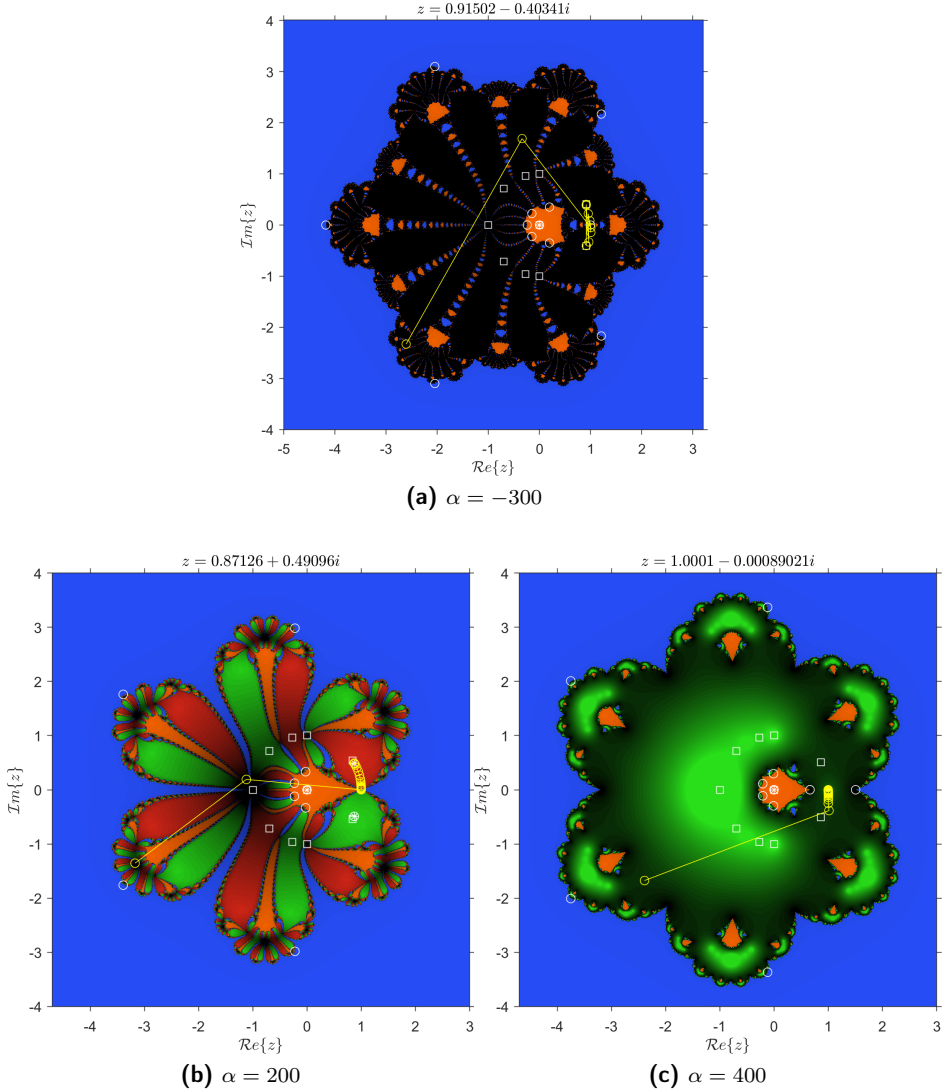 z = 0.91502 − 0.40341i
4
3
2
1
0
-1
-2
-3
-4
Im{z}
-5 -4 -3 -2 -1 0 1 2 3
Re{z}
(a) α = −300
z = 0.87126 + 0.49096i
4
3
2
1
0
-1
-2
-3
-4
Im{z}
-4 -3 -2 -1 0 1 2 3
Re{z}
(b) α = 200
z = 1.0001 − 0.00089021i
4
3
2
1
0
-1
-2
-3
-4
Im{z}
-4 -3 -2 -1 0 1 2 3
Re{z}
(c) α = 400